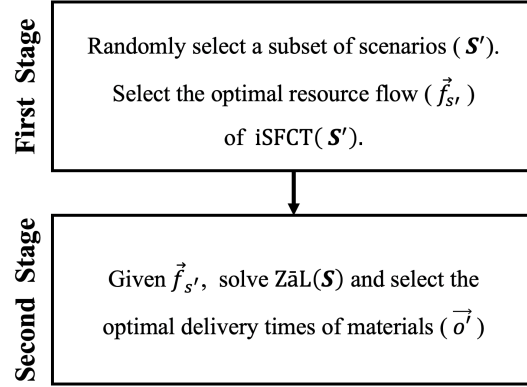 First Stage
Randomly select a subset of scenarios (S′).
Select the optimal resource flow (f⃗ₛ′)
of iSFCT(S′).
Second Stage
Given f⃗ₛ′, solve ZāL(S) and select the
optimal delivery times of materials (o′⃗)